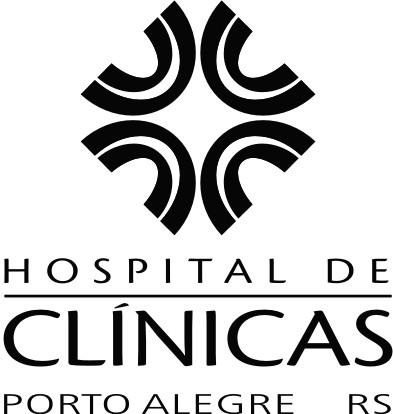 HOSPITAL DE
CLÍNICAS
PORTO ALEGRE RS